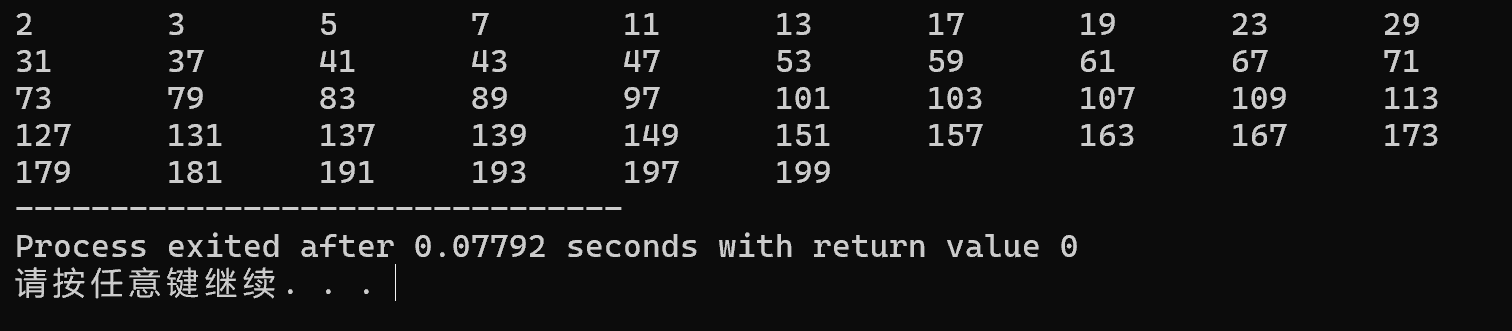 2 3 5 7 11 13 17 19 23 29
31 37 41 43 47 53 59 61 67 71
73 79 83 89 97 101 103 107 109 113
127 131 137 139 149 151 157 163 167 173
179 181 191 193 197 199
--------------------------------
Process exited after 0.07792 seconds with return value 0
请按任意键继续. . .